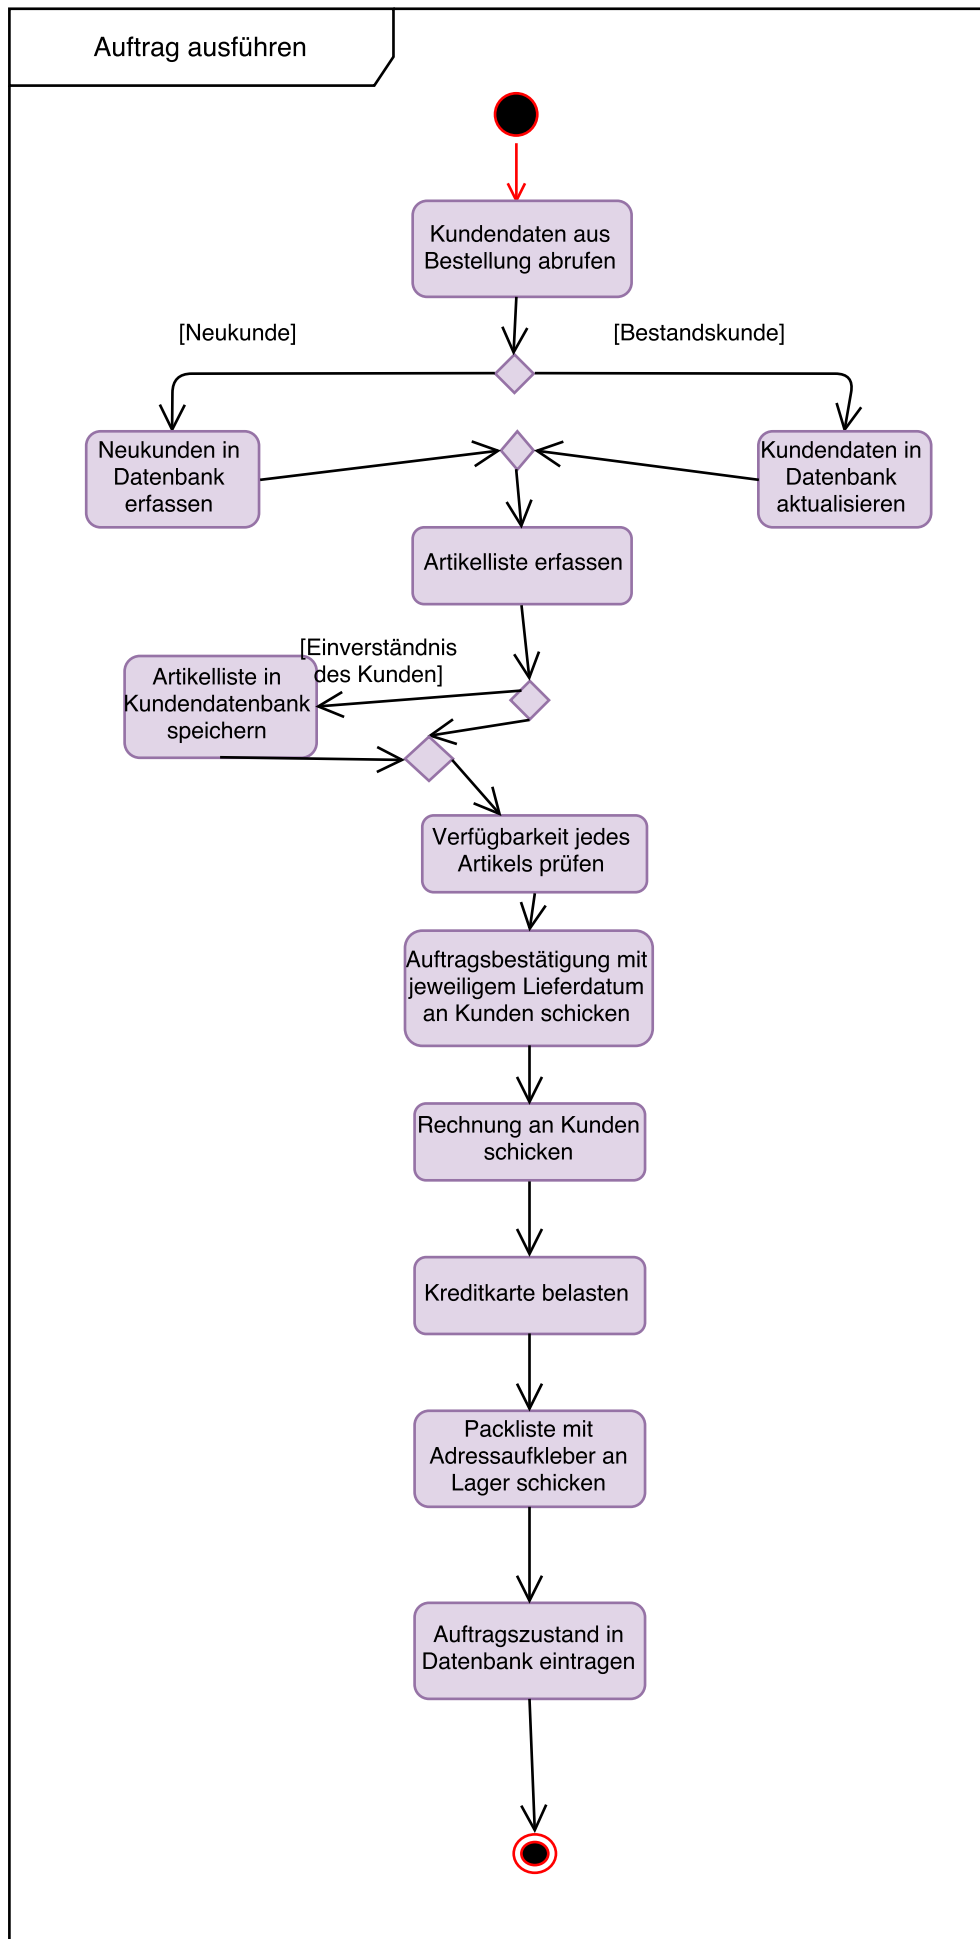 Auftrag ausführen
Kundendaten aus
Bestellung abrufen
[Neukunde]
[Bestandskunde]
Neukunden in
Datenbank
erfassen
Kundendaten in
Datenbank
aktualisieren
Artikelliste erfassen
[Einverständnis
des Kunden]
Artikelliste in
Kundendatenbank
speichern
Verfügbarkeit jedes
Artikels prüfen
Auftragsbestätigung mit
jeweiligem Lieferdatum
an Kunden schicken
Rechnung an Kunden
schicken
Kreditkarte belasten
Packliste mit
Adressaufkleber an
Lager schicken
Auftragszustand in
Datenbank eintragen